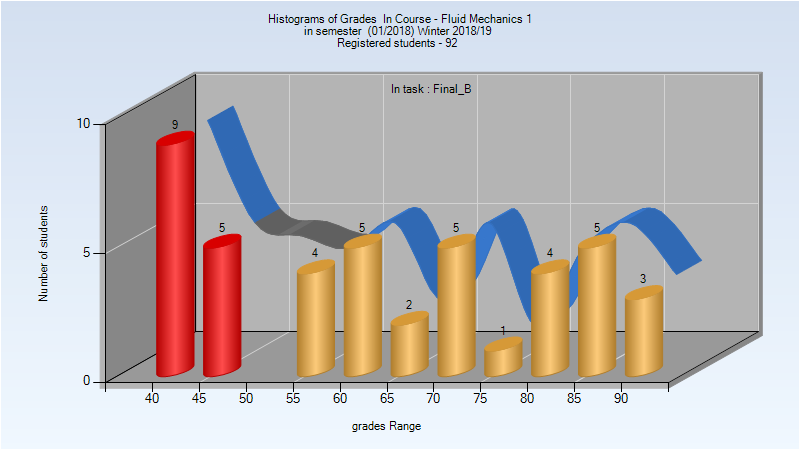 Histograms of Grades  In Course - Fluid Mechanics 1
in semester  (01/2018) Winter 2018/19
Registered students - 92
In task : Final_B
10
5
0
Number of students
9
5
4
5
2
5
1
4
5
3
40 45 50 55 60 65 70 75 80 85 90
grades Range